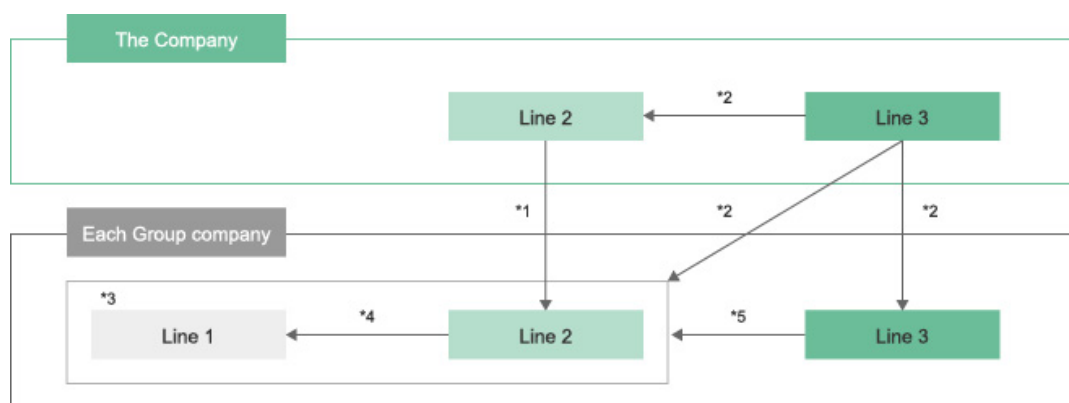 The Company
*2
Line 2
Line 3
*1
*2
*2
Each Group company
*3
*4
*5
Line 1
Line 2
Line 3